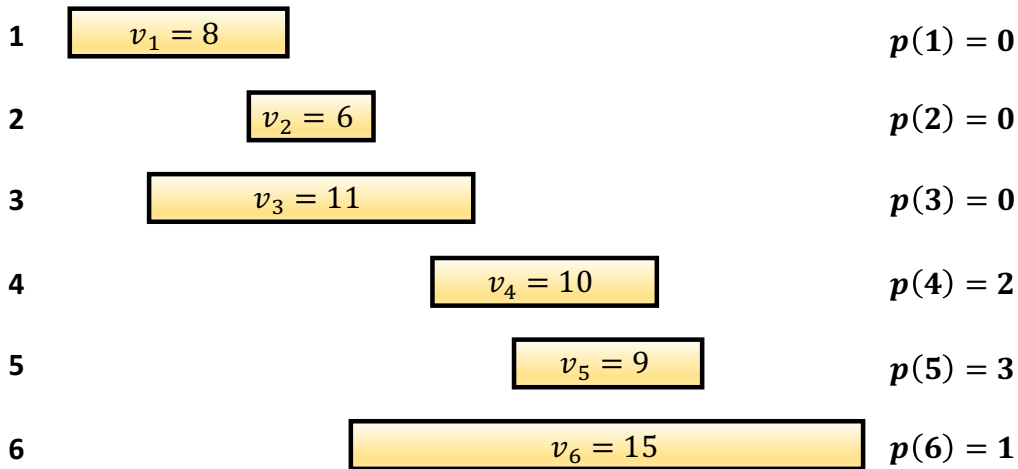 1 v₁ = 8 p(1) = 0
2 v₂ = 6 p(2) = 0
3 v₃ = 11 p(3) = 0
4 v₄ = 10 p(4) = 2
5 v₅ = 9 p(5) = 3
6 v₆ = 15 p(6) = 1